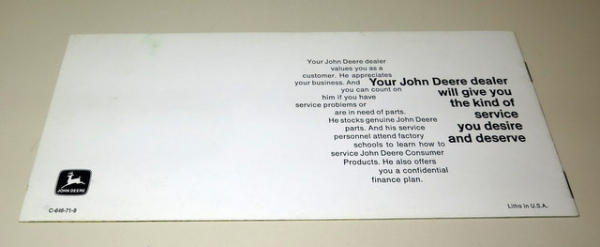 Your John Deere dealer
values you as a
customer. He appreciates
your business. And
you can count on
him if you have
service problems or
are in need of parts.
He stocks genuine John Deere
parts. And his service
personnel attend factory
schools to learn how to
service John Deere Consumer
Products. He also offers
you a confidential
finance plan.
Your John Deere dealer
will give you
the kind of
service
you desire
and deserve
JOHN DEERE
C-646-71-9
Litho in U.S.A.